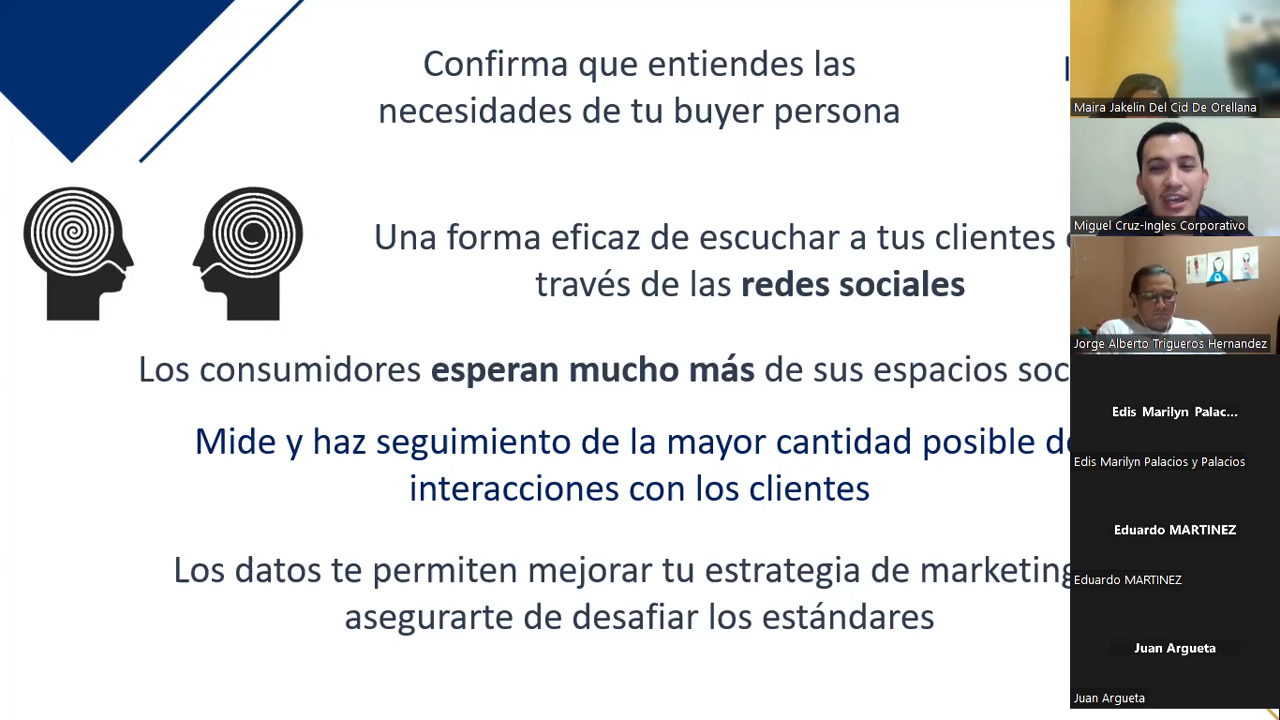 Confirma que entiendes las
necesidades de tu buyer persona
Una forma eficaz de escuchar a tus clientes
través de las redes sociales
Los consumidores esperan mucho más de sus espacios soc
Mide y haz seguimiento de la mayor cantidad posible de
interacciones con los clientes
Los datos te permiten mejorar tu estrategia de marketing
asegurarte de desafiar los estándares
Maira Jakelin Del Cid De Orellana
Miguel Cruz-Ingles Corporativo
Jorge Alberto Trigueros Hernandez
Edis Marilyn Palac...
Edis Marilyn Palacios y Palacios
Eduardo MARTINEZ
Eduardo MARTINEZ
Juan Argueta
Juan Argueta